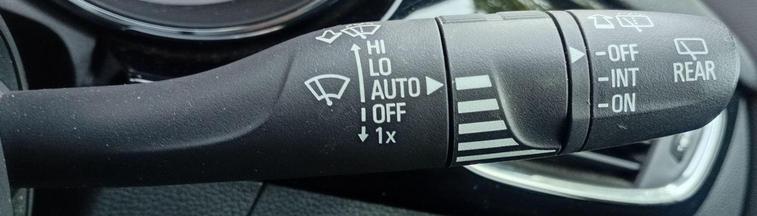 HI
LO
AUTO
OFF
1x
OFF
INT
ON
REAR